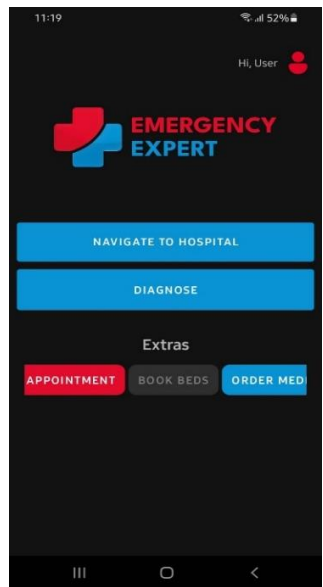 11:19 52%
Hi, User
EMERGENCY
EXPERT
NAVIGATE TO HOSPITAL
DIAGNOSE
Extras
APPOINTMENT BOOK BEDS ORDER MEDI